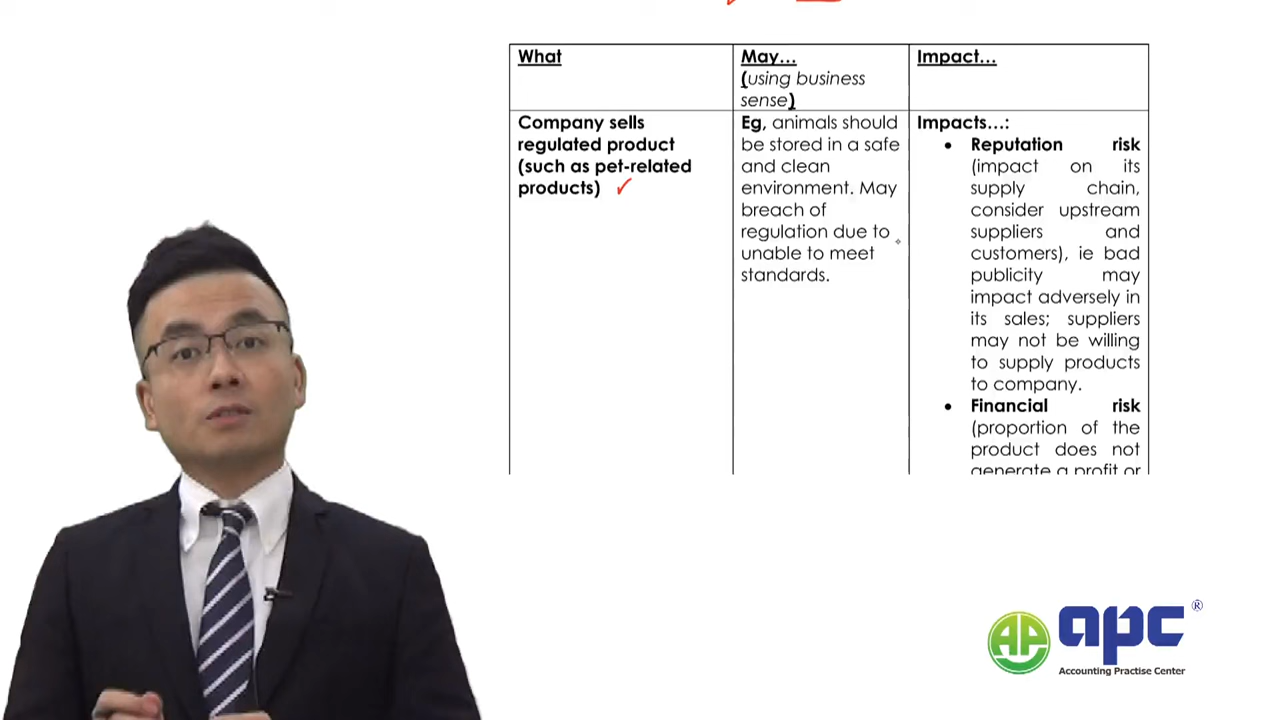 What
May...
(using business
sense)
Impact...
Company sells
regulated product
(such as pet-related
products)
Eg, animals should
be stored in a safe
and clean
environment. May
breach of
regulation due to
unable to meet
standards.
Impacts...:
• Reputation risk
(impact on its
supply chain,
consider upstream
suppliers and
customers), ie bad
publicity may
impact adversely in
its sales; suppliers
may not be willing
to supply products
to company.
• Financial risk
(proportion of the
product does not
generate a profit or
apc ®
Accounting Practise Center